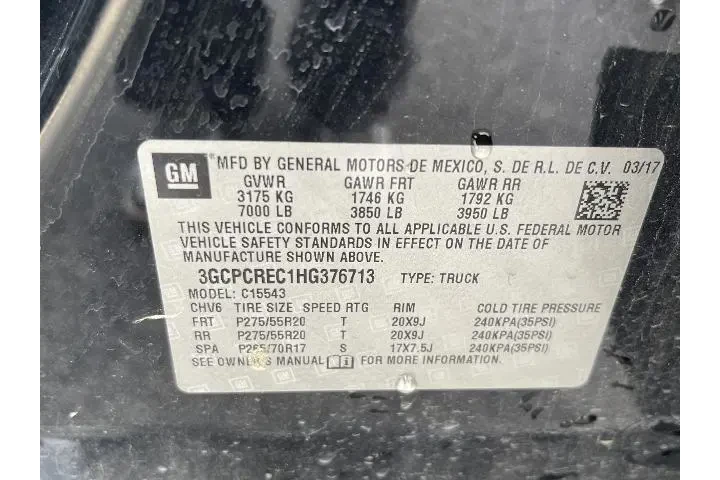 GM MFD BY GENERAL MOTORS DE MEXICO, S. DE R.L. DE C.V. 03/17
GVWR GAWR FRT GAWR RR
3175 KG 1746 KG 1792 KG
7000 LB 3850 LB 3950 LB
THIS VEHICLE CONFORMS TO ALL APPLICABLE U.S. FEDERAL MOTOR
VEHICLE SAFETY STANDARDS IN EFFECT ON THE DATE OF
MANUFACTURE SHOWN ABOVE.
3GCPCREC1HG376713 TYPE: TRUCK
MODEL: C15543
CHV6 TIRE SIZE SPEED RTG RIM COLD TIRE PRESSURE
FRT P275/55R20 T 20X9J 240KPA(35PSI)
RR P275/55R20 T 20X9J 240KPA(35PSI)
SPA P265/70R17 S 17X7.5J 240KPA(35PSI)
SEE OWNER'S MANUAL FOR MORE INFORMATION.